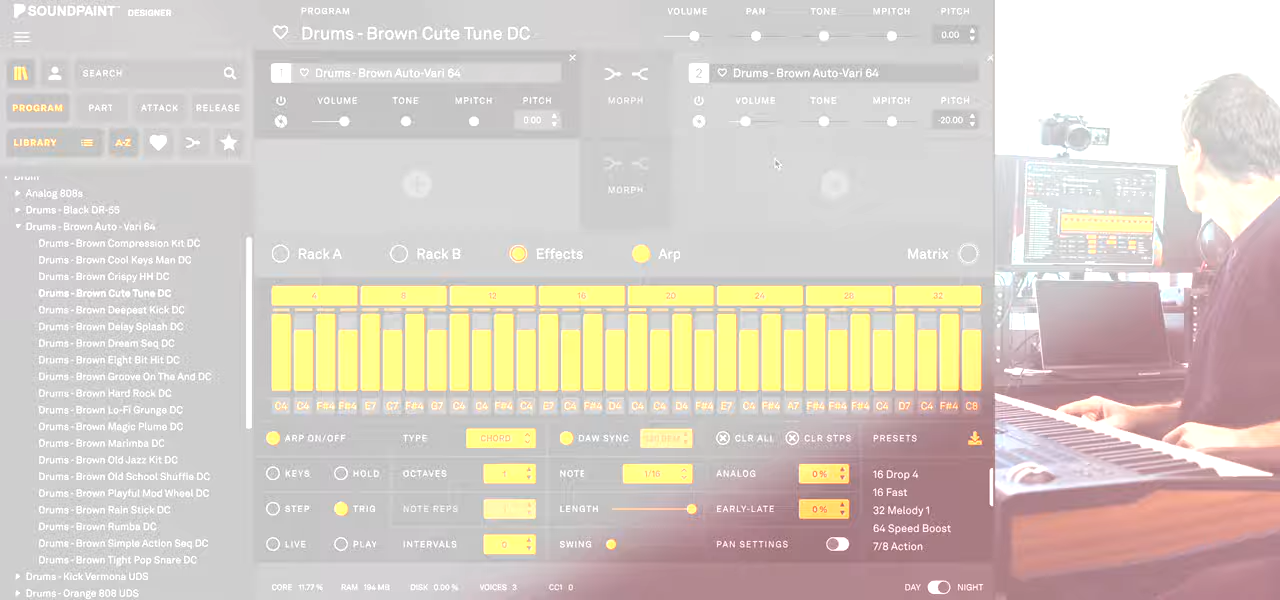 SOUNDPAINT DESIGNER
PROGRAM
Drums - Brown Cute Tune DC
VOLUME PAN TONE MPITCH PITCH
0.00
SEARCH
PROGRAM PART ATTACK RELEASE
LIBRARY A-Z
1 Drums - Brown Auto-Vari 64
VOLUME TONE MPITCH PITCH
0.00
MORPH
2 Drums - Brown Auto-Vari 64
VOLUME TONE MPITCH PITCH
-20.00
MORPH
Drum
Analog 808s
Drums - Black DR-55
Drums - Brown Auto - Vari 64
Drums - Brown Compression Kit DC
Drums - Brown Cool Keys Man DC
Drums - Brown Crispy HH DC
Drums - Brown Cute Tune DC
Drums - Brown Deepest Kick DC
Drums - Brown Delay Splash DC
Drums - Brown Dream Seq DC
Drums - Brown Eight Bit Hit DC
Drums - Brown Groove On The And DC
Drums - Brown Hard Rock DC
Drums - Brown Lo-Fi Grunge DC
Drums - Brown Magic Plume DC
Drums - Brown Marimba DC
Drums - Brown Old Jazz Kit DC
Drums - Brown Old School Shuffle DC
Drums - Brown Playful Mod Wheel DC
Drums - Brown Rain Stick DC
Drums - Brown Rumba DC
Drums - Brown Simple Action Seq DC
Drums - Brown Tight Pop Snare DC
Drums - Kick Vermona UDS
Drums - Orange 808 UDS
Rack A Rack B Effects Arp Matrix
4 8 12 16 20 24 28 32
C4 C4 F#4 F#4 E7 C7 F#4 G7 C4 C4 F#4 C4 E7 C4 F#4 D4 C4 C4 D4 F#4 E7 C4 F#4 A7 F#4 F#4 F#4 C4 D7 C4 F#4 C8
ARP ON/OFF TYPE CHORD DAW SYNC 120 BPM CLR ALL CLR STPS PRESETS
KEYS HOLD OCTAVES 1 NOTE 1/16 ANALOG 0 % 16 Drop 4
16 Fast
STEP TRIG NOTE REPS LENGTH EARLY-LATE 0 % 32 Melody 1
64 Speed Boost
LIVE PLAY INTERVALS 0 SWING PAN SETTINGS 7/8 Action
CORE 11.77 % RAM 194 MB DISK 0.00 % VOICES 3 CC1 0 DAY NIGHT